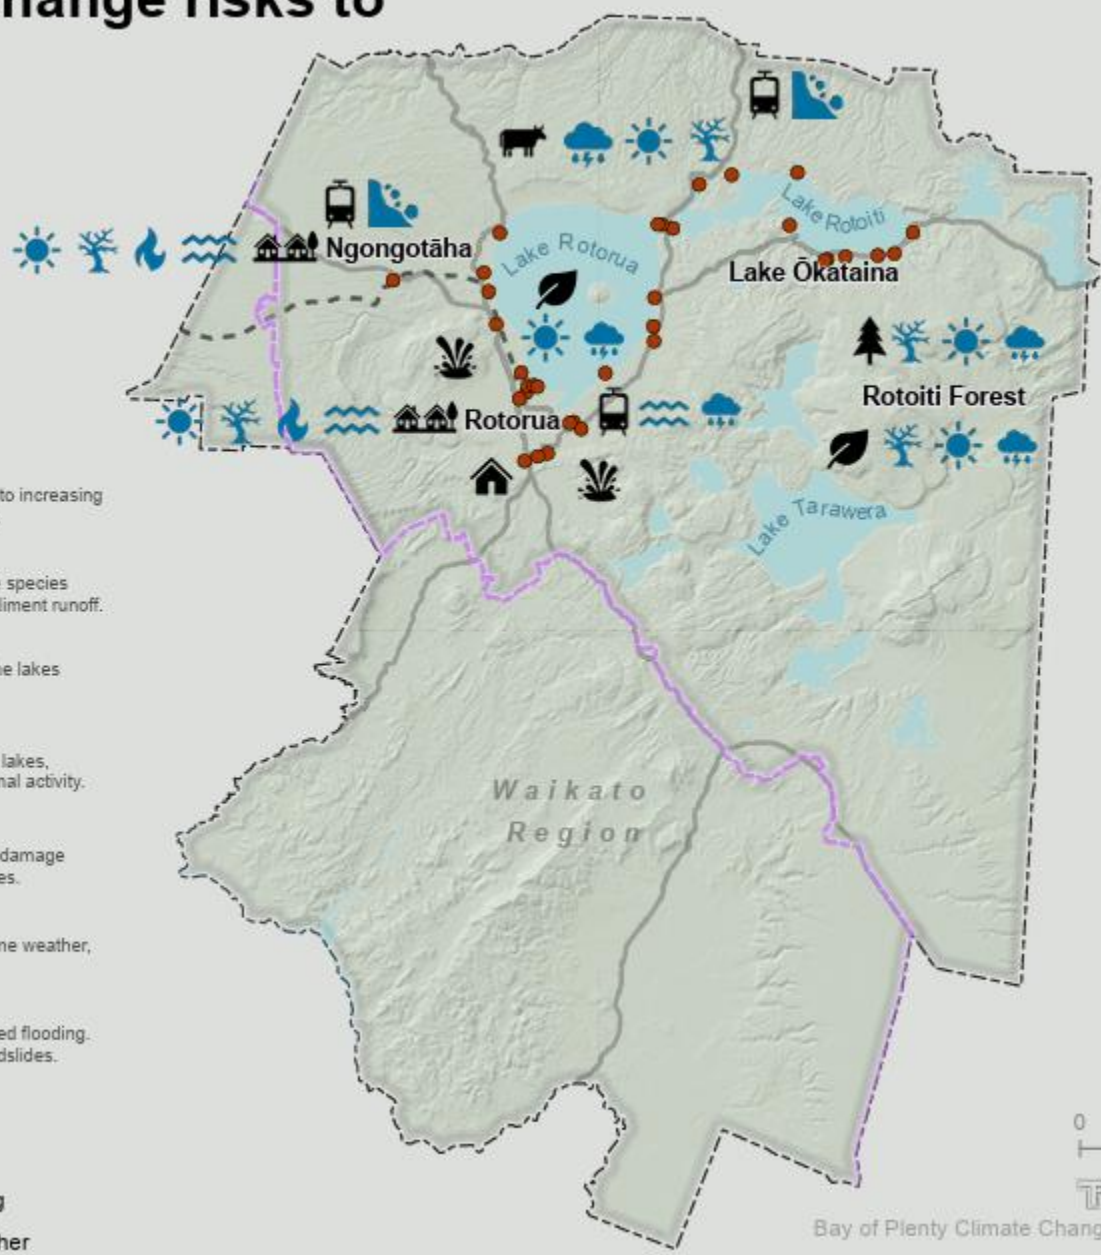 hange risks to
Ngongotāha
Lake Rotorua
Lake Rotoiti
Lake Ōkataina
Rotoiti Forest
Rotorua
Lake Tarawera
to increasing
species
liment runoff.
ne lakes
lakes,
nal activity.
damage
es.
ne weather,
ed flooding.
dslides.
g
her
Waikato
Region
0
Bay of Plenty Climate Chang